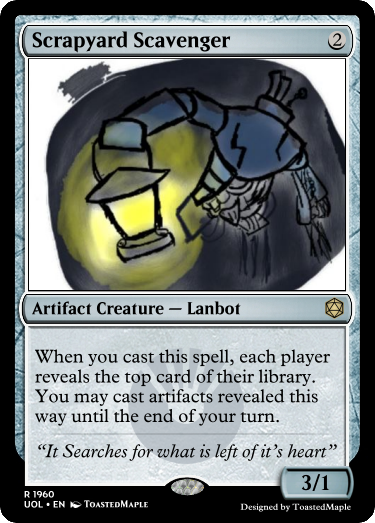 Scrapyard Scavenger 2
Artifact Creature — Lanbot
When you cast this spell, each player
reveals the top card of their library.
You may cast artifacts revealed this
way until the end of your turn.
“It Searches for what is left of it’s heart”
3/1
R 1960
UOL • EN ToastedMaple
Designed by ToastedMaple